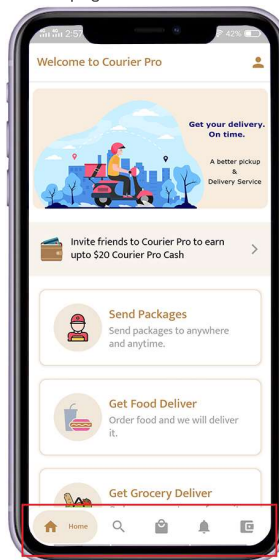 2:57
42%
Welcome to Courier Pro
Get your delivery.
On time.
A better pickup
&
Delivery Service
Invite friends to Courier Pro to earn
upto $20 Courier Pro Cash
Send Packages
Send packages to anywhere
and anytime.
Get Food Deliver
Order food and we will deliver
it.
Get Grocery Deliver
Home